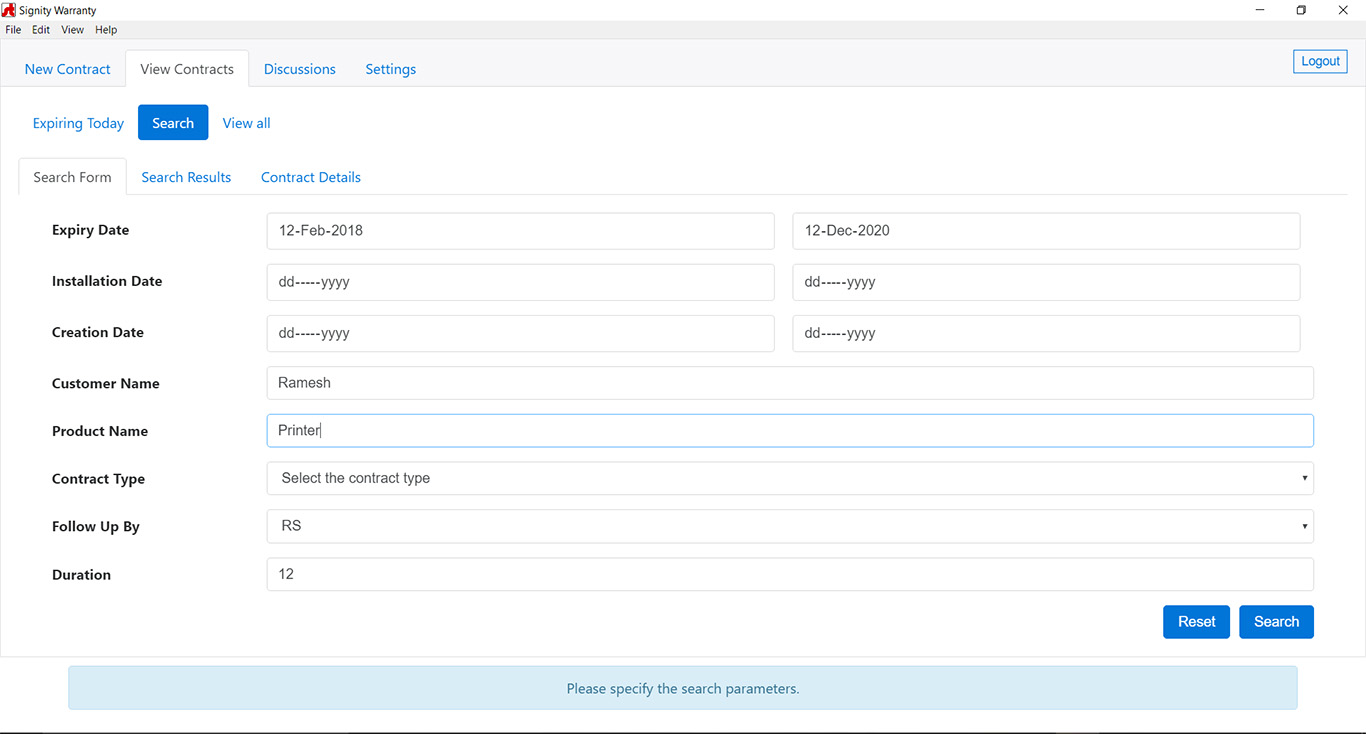 Signity Warranty
File Edit View Help
New Contract View Contracts Discussions Settings Logout
Expiring Today Search View all
Search Form Search Results Contract Details
Expiry Date 12-Feb-2018 12-Dec-2020
Installation Date dd-----yyyy dd-----yyyy
Creation Date dd-----yyyy dd-----yyyy
Customer Name Ramesh
Product Name Printer
Contract Type Select the contract type
Follow Up By RS
Duration 12
Reset Search
Please specify the search parameters.